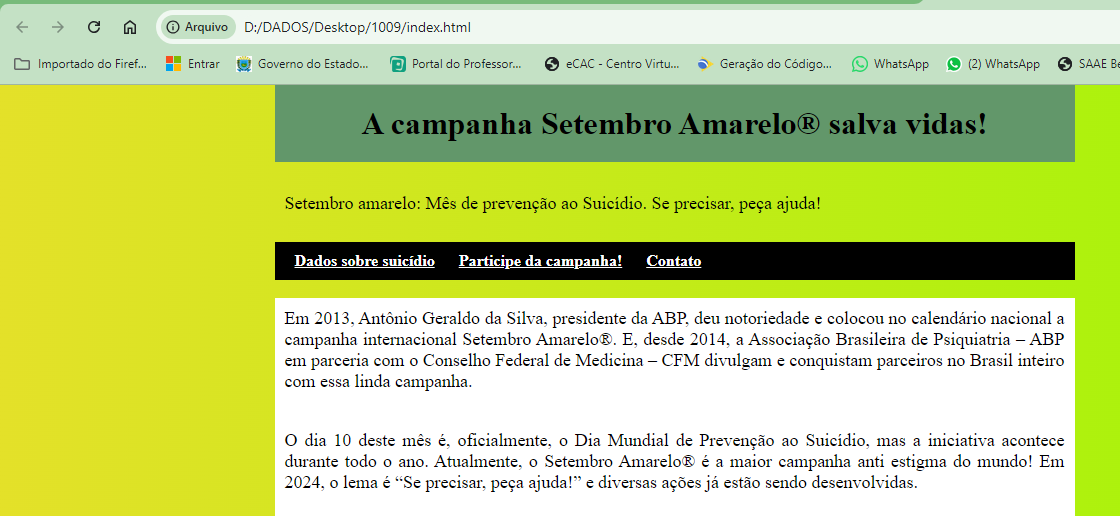 Arquivo D:/DADOS/Desktop/1009/index.html
Importado do Firef... Entrar Governo do Estado... Portal do Professor... eCAC - Centro Virtu... Geração do Código... WhatsApp (2) WhatsApp SAAE Be
A campanha Setembro Amarelo® salva vidas!
Setembro amarelo: Mês de prevenção ao Suicídio. Se precisar, peça ajuda!
Dados sobre suicídio Participe da campanha! Contato
Em 2013, Antônio Geraldo da Silva, presidente da ABP, deu notoriedade e colocou no calendário nacional a
campanha internacional Setembro Amarelo®. E, desde 2014, a Associação Brasileira de Psiquiatria – ABP
em parceria com o Conselho Federal de Medicina – CFM divulgam e conquistam parceiros no Brasil inteiro
com essa linda campanha.
O dia 10 deste mês é, oficialmente, o Dia Mundial de Prevenção ao Suicídio, mas a iniciativa acontece
durante todo o ano. Atualmente, o Setembro Amarelo® é a maior campanha anti estigma do mundo! Em
2024, o lema é “Se precisar, peça ajuda!” e diversas ações já estão sendo desenvolvidas.